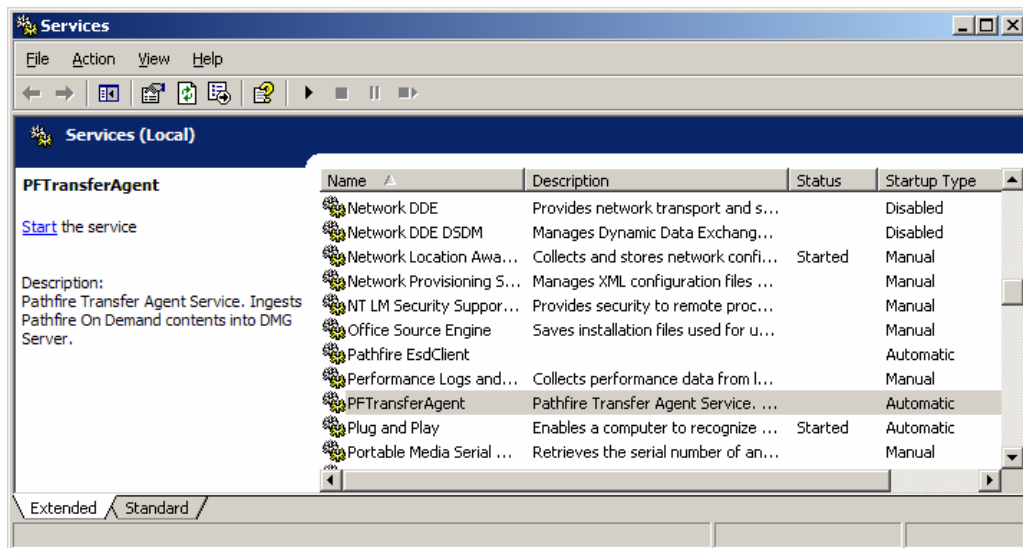 Services
File Action View Help
Services (Local)
PFTransferAgent
Start the service
Description:
Pathfire Transfer Agent Service. Ingests
Pathfire On Demand contents into DMG
Server.
Name Description Status Startup Type
Network DDE Provides network transport and s... Disabled
Network DDE DSDM Manages Dynamic Data Exchang... Disabled
Network Location Awa... Collects and stores network confi... Started Manual
Network Provisioning S... Manages XML configuration files ... Manual
NT LM Security Suppor... Provides security to remote proc... Manual
Office Source Engine Saves installation files used for u... Manual
Pathfire EsdClient Automatic
Performance Logs and... Collects performance data from l... Manual
PFTransferAgent Pathfire Transfer Agent Service. ... Automatic
Plug and Play Enables a computer to recognize ... Started Automatic
Portable Media Serial ... Retrieves the serial number of an... Manual
Extended Standard